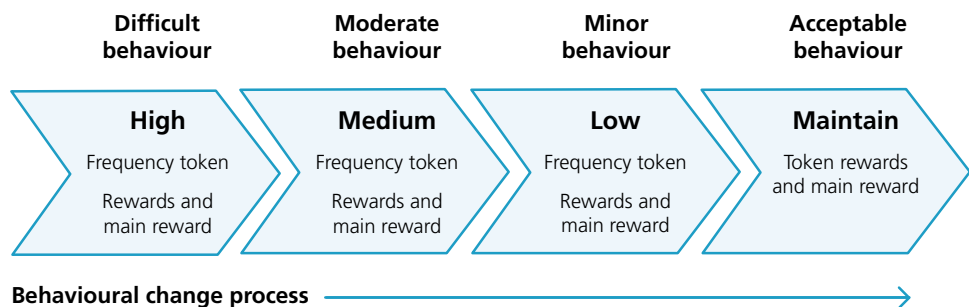 Difficult
behaviour
Moderate
behaviour
Minor
behaviour
Acceptable
behaviour
High
Frequency token
Rewards and
main reward
Medium
Frequency token
Rewards and
main reward
Low
Frequency token
Rewards and
main reward
Maintain
Token rewards
and main reward
Behavioural change process